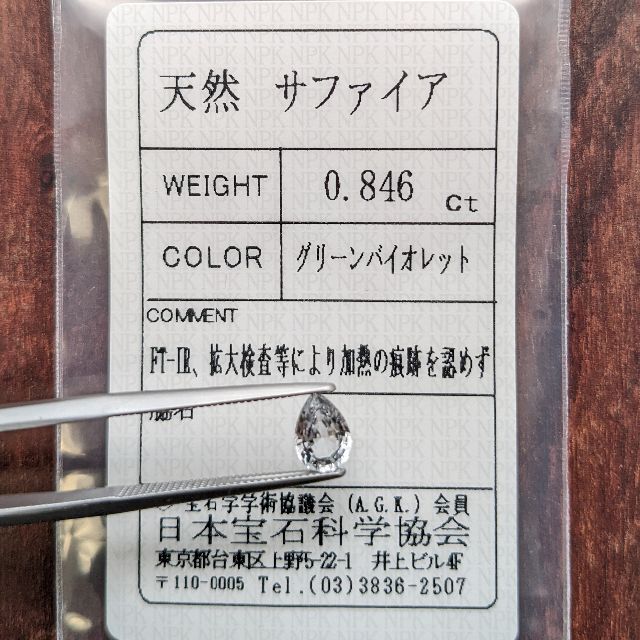 天然 サファイア
WEIGHT 0.846 ct
COLOR グリーンバイオレット
COMMENT
FT-IR、拡大検査等により加熱の痕跡を認めず
宝石学学術協議会 (A.G.K.) 会員
日本宝石科学協会
東京都台東区上野5-22-1 井上ビル4F
〒110-0005 Tel.(03)3836-2507